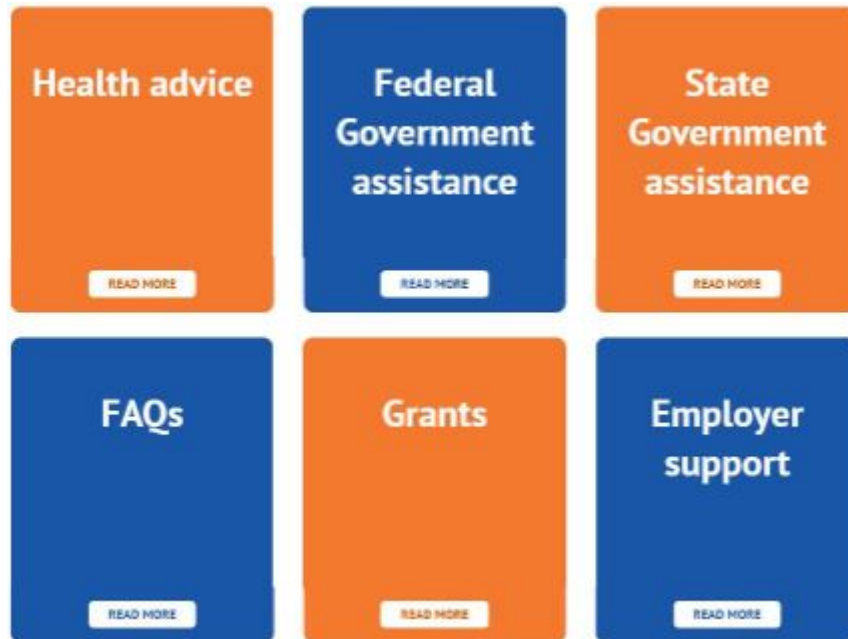 Health advice
Federal
Government
assistance
READ MORE
READ MORE
State
Government
assistance
READ MORE
FAQs
READ MORE
Grants
READ MORE
Employer
support
READ MORE